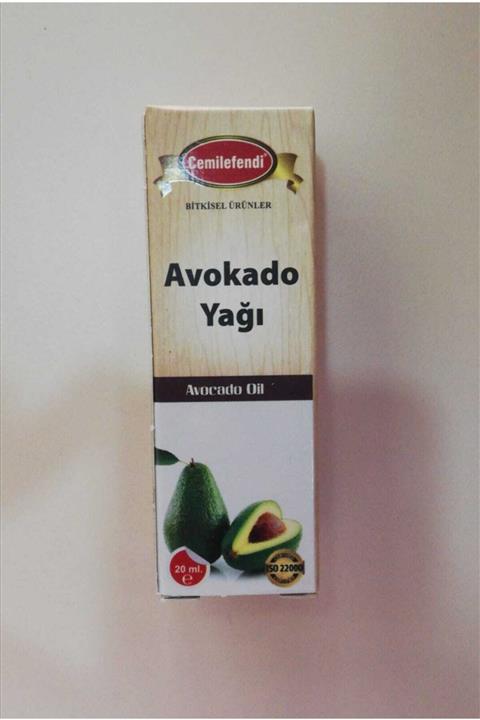 Cemilefendi®
BİTKİSEL ÜRÜNLER
Avokado
Yağı
Avocado Oil
20 ml.
℮
ISO 22000